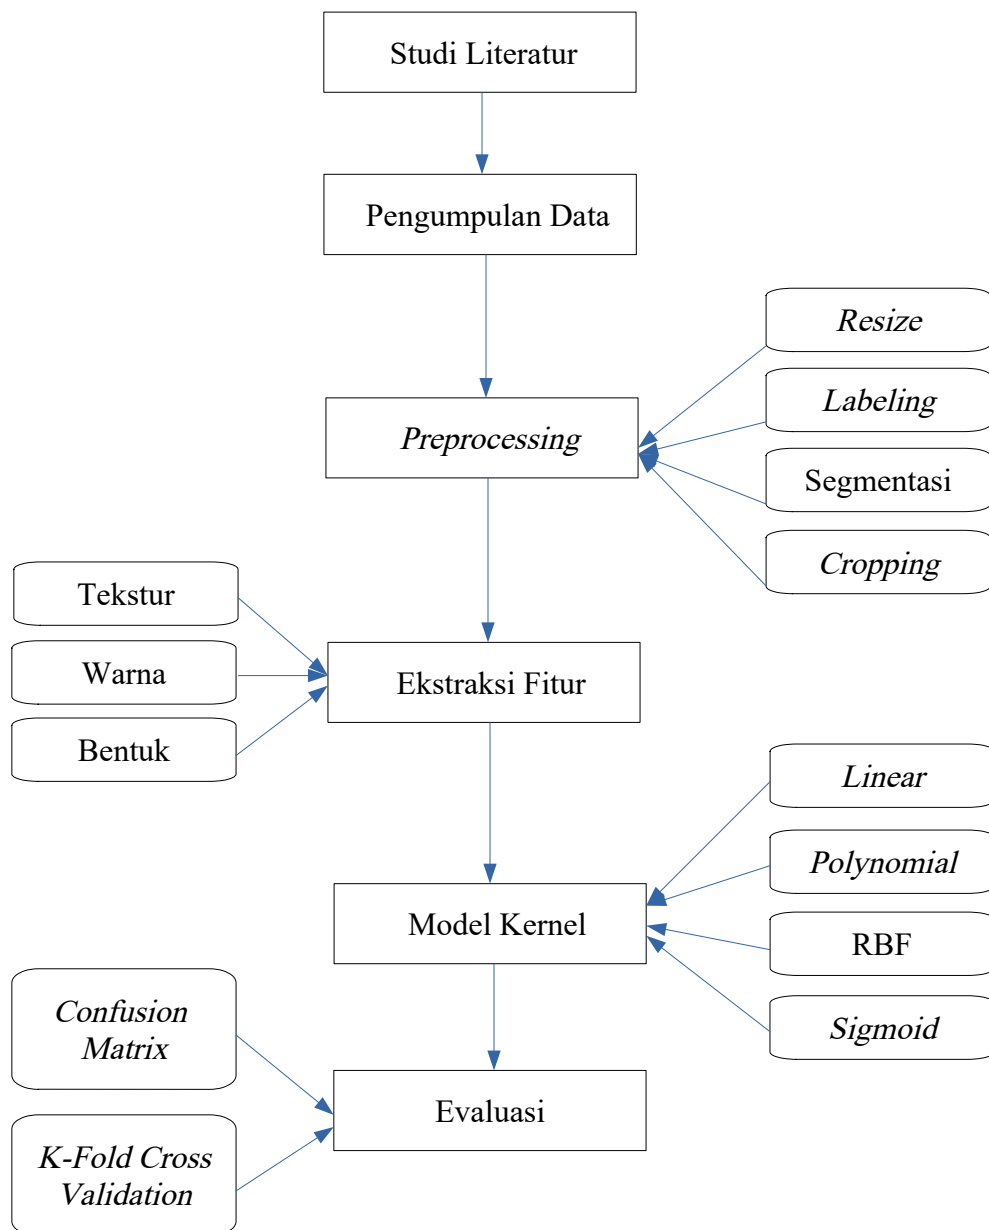 Studi Literatur
Pengumpulan Data
Resize
Labeling
Preprocessing
Segmentasi
Cropping
Tekstur
Warna
Ekstraksi Fitur
Bentuk
Linear
Polynomial
Model Kernel
RBF
Sigmoid
Confusion
Matrix
Evaluasi
K-Fold Cross
Validation